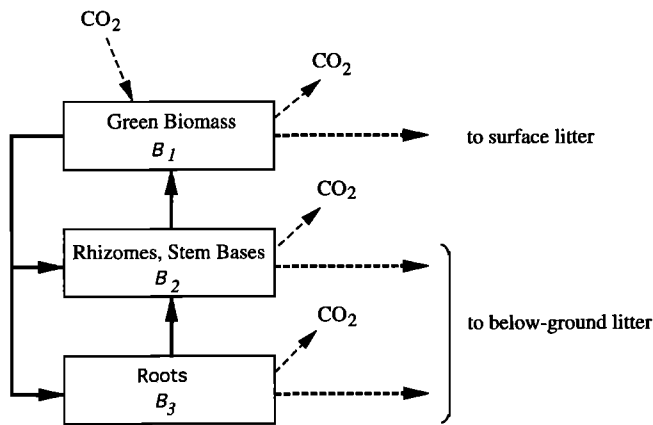 CO2
CO2
Green Biomass
B1
to surface litter
CO2
Rhizomes, Stem Bases
B2
to below-ground litter
CO2
Roots
B3